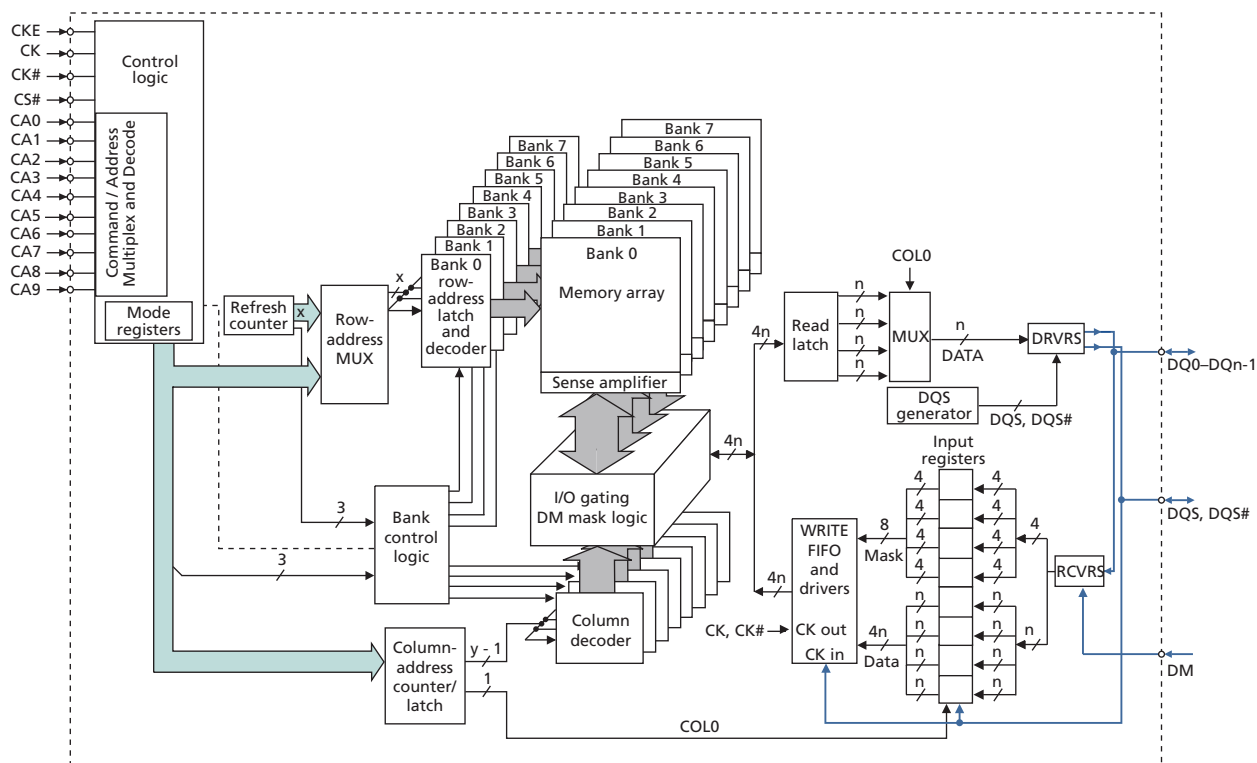 CKE
CK
CK#
CS#
CA0
CA1
CA2
CA3
CA4
CA5
CA6
CA7
CA8
CA9
Control
logic
Command / Address
Multiplex and Decode
Mode
registers
Refresh
counter
x
Row-
address
MUX
x
Bank 7
Bank 6
Bank 5
Bank 4
Bank 3
Bank 2
Bank 1
Bank 0
row-
address
latch
and
decoder
Bank 7
Bank 6
Bank 5
Bank 4
Bank 3
Bank 2
Bank 1
Bank 0
Memory array
Sense amplifier
3
3
Bank
control
logic
I/O gating
DM mask logic
Column
decoder
Column-
address
counter/
latch
y - 1
1
COL0
4n
4n
Read
latch
n
n
n
n
COL0
MUX
n
DATA
DRVRS
DQS
generator
DQS, DQS#
4n
WRITE
FIFO
and
drivers
CK, CK#
CK out
CK in
8
Mask
4n
Data
Input
registers
4
4
4
4
n
n
n
n
4
4
4
4
n
n
n
n
4
n
RCVRS
DQ0–DQn-1
DQS, DQS#
DM